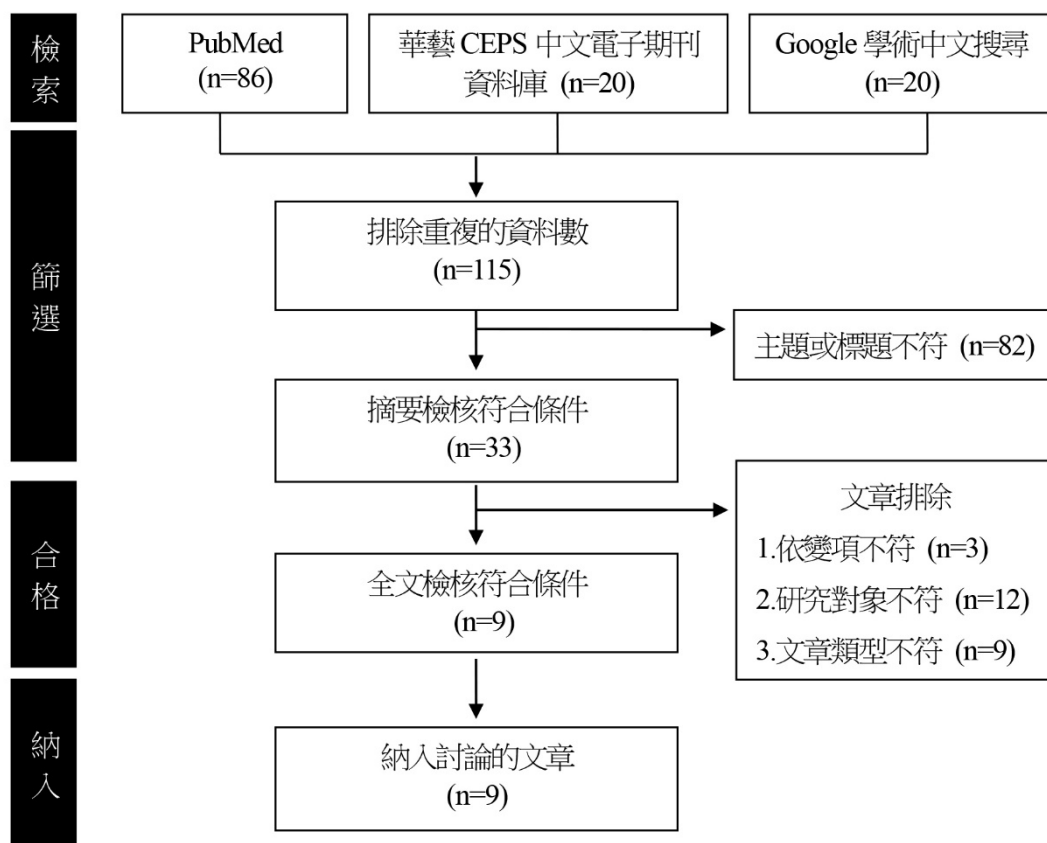 檢索
PubMed
(n=86)
華藝 CEPS 中文電子期刊
資料庫 (n=20)
Google 學術中文搜尋
(n=20)
篩選
排除重複的資料數
(n=115)
主題或標題不符 (n=82)
摘要檢核符合條件
(n=33)
合格
文章排除
1.依變項不符 (n=3)
2.研究對象不符 (n=12)
3.文章類型不符 (n=9)
全文檢核符合條件
(n=9)
納入
納入討論的文章
(n=9)